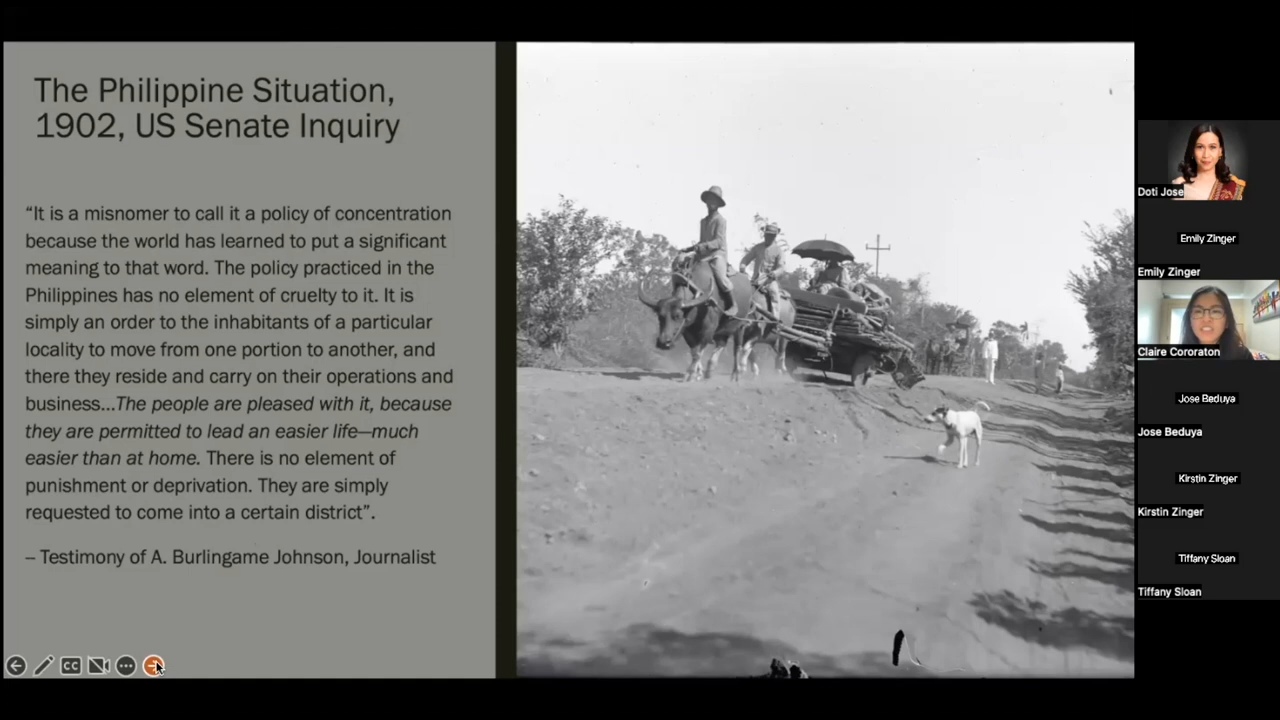 The Philippine Situation,
1902, US Senate Inquiry
“It is a misnomer to call it a policy of concentration
because the world has learned to put a significant
meaning to that word. The policy practiced in the
Philippines has no element of cruelty to it. It is
simply an order to the inhabitants of a particular
locality to move from one portion to another, and
there they reside and carry on their operations and
business...The people are pleased with it, because
they are permitted to lead an easier life—much
easier than at home. There is no element of
punishment or deprivation. They are simply
requested to come into a certain district”.
– Testimony of A. Burlingame Johnson, Journalist
CC
Doti Jose
Emily Zinger
Emily Zinger
Claire Cororaton
Jose Beduya
Jose Beduya
Kirstin Zinger
Kirstin Zinger
Tiffany Sloan
Tiffany Sloan